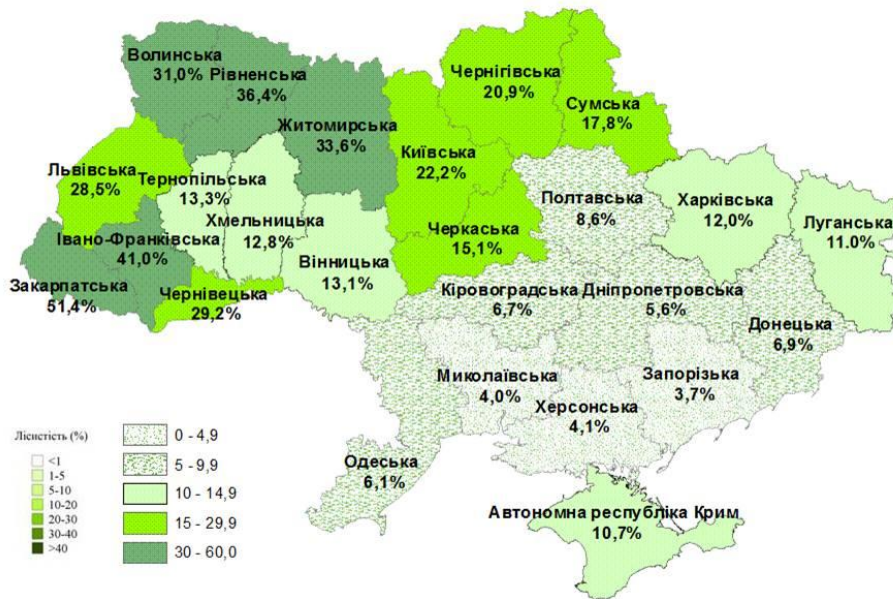 Волинська
31,0%
Рівненська
36,4%
Житомирська
33,6%
Чернігівська
20,9%
Сумська
17,8%
Київська
22,2%
Львівська
28,5%
Тернопільська
13,3%
Хмельницька
12,8%
Івано-Франківська
41,0%
Закарпатська
51,4%
Чернівецька
29,2%
Вінницька
13,1%
Черкаська
15,1%
Полтавська
8,6%
Харківська
12,0%
Луганська
11.0%
Кіровоградська
6,7%
Дніпропетровська
5,6%
Донецька
6,9%
Миколаївська
4,0%
Херсонська
4,1%
Запорізька
3,7%
Одеська
6,1%
Автономна республіка Крим
10,7%
Лісистість (%)
<1
1-5
5-10
10-20
20-30
30-40
>40
0 - 4,9
5 - 9,9
10 - 14,9
15 - 29,9
30 - 60,0